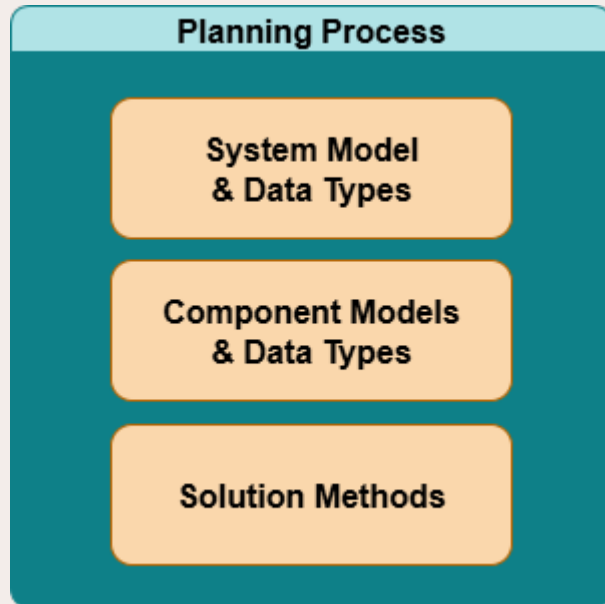 Planning Process
System Model
& Data Types
Component Models
& Data Types
Solution Methods